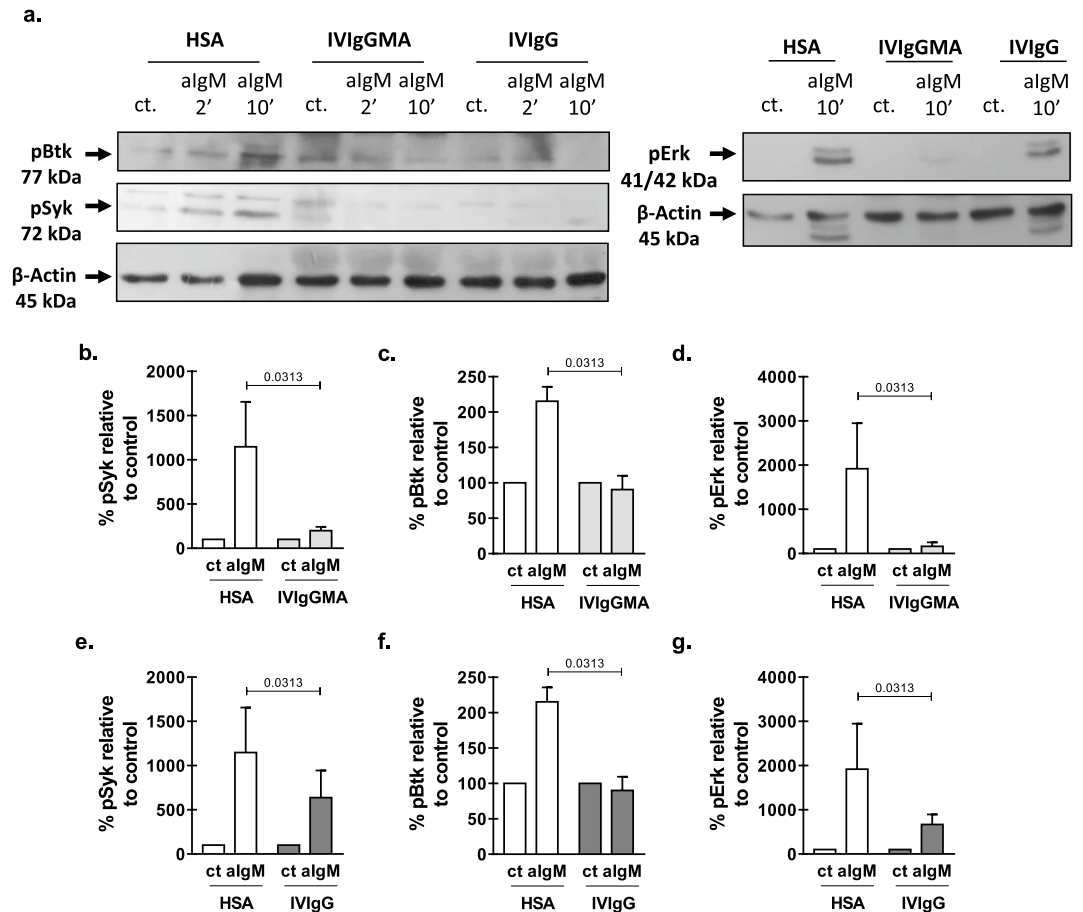 a.
HSA IVIgGMA IVIgG
ct. aIgM 2’ aIgM 10’ ct. aIgM 2’ aIgM 10’ ct. aIgM 2’ aIgM 10’
pBtk
77 kDa
pSyk
72 kDa
β-Actin
45 kDa
HSA IVIgGMA IVIgG
ct. aIgM 10’ ct. aIgM 10’ ct. aIgM 10’
pErk
41/42 kDa
β-Actin
45 kDa
b.
% pSyk relative
to control
2000
1500
1000
500
0
0.0313
ct aIgM ct aIgM
HSA IVIgGMA
c.
% pBtk relative
to control
250
200
150
100
50
0
0.0313
ct aIgM ct aIgM
HSA IVIgGMA
d.
% pErk relative
to control
4000
3000
2000
1000
0
0.0313
ct aIgM ct aIgM
HSA IVIgGMA
e.
% pSyk relative
to control
2000
1500
1000
500
0
0.0313
ct aIgM ct aIgM
HSA IVIgG
f.
% pBtk relative
to control
250
200
150
100
50
0
0.0313
ct aIgM ct aIgM
HSA IVIgG
g.
% pErk relative
to control
4000
3000
2000
1000
0
0.0313
ct aIgM ct aIgM
HSA IVIgG